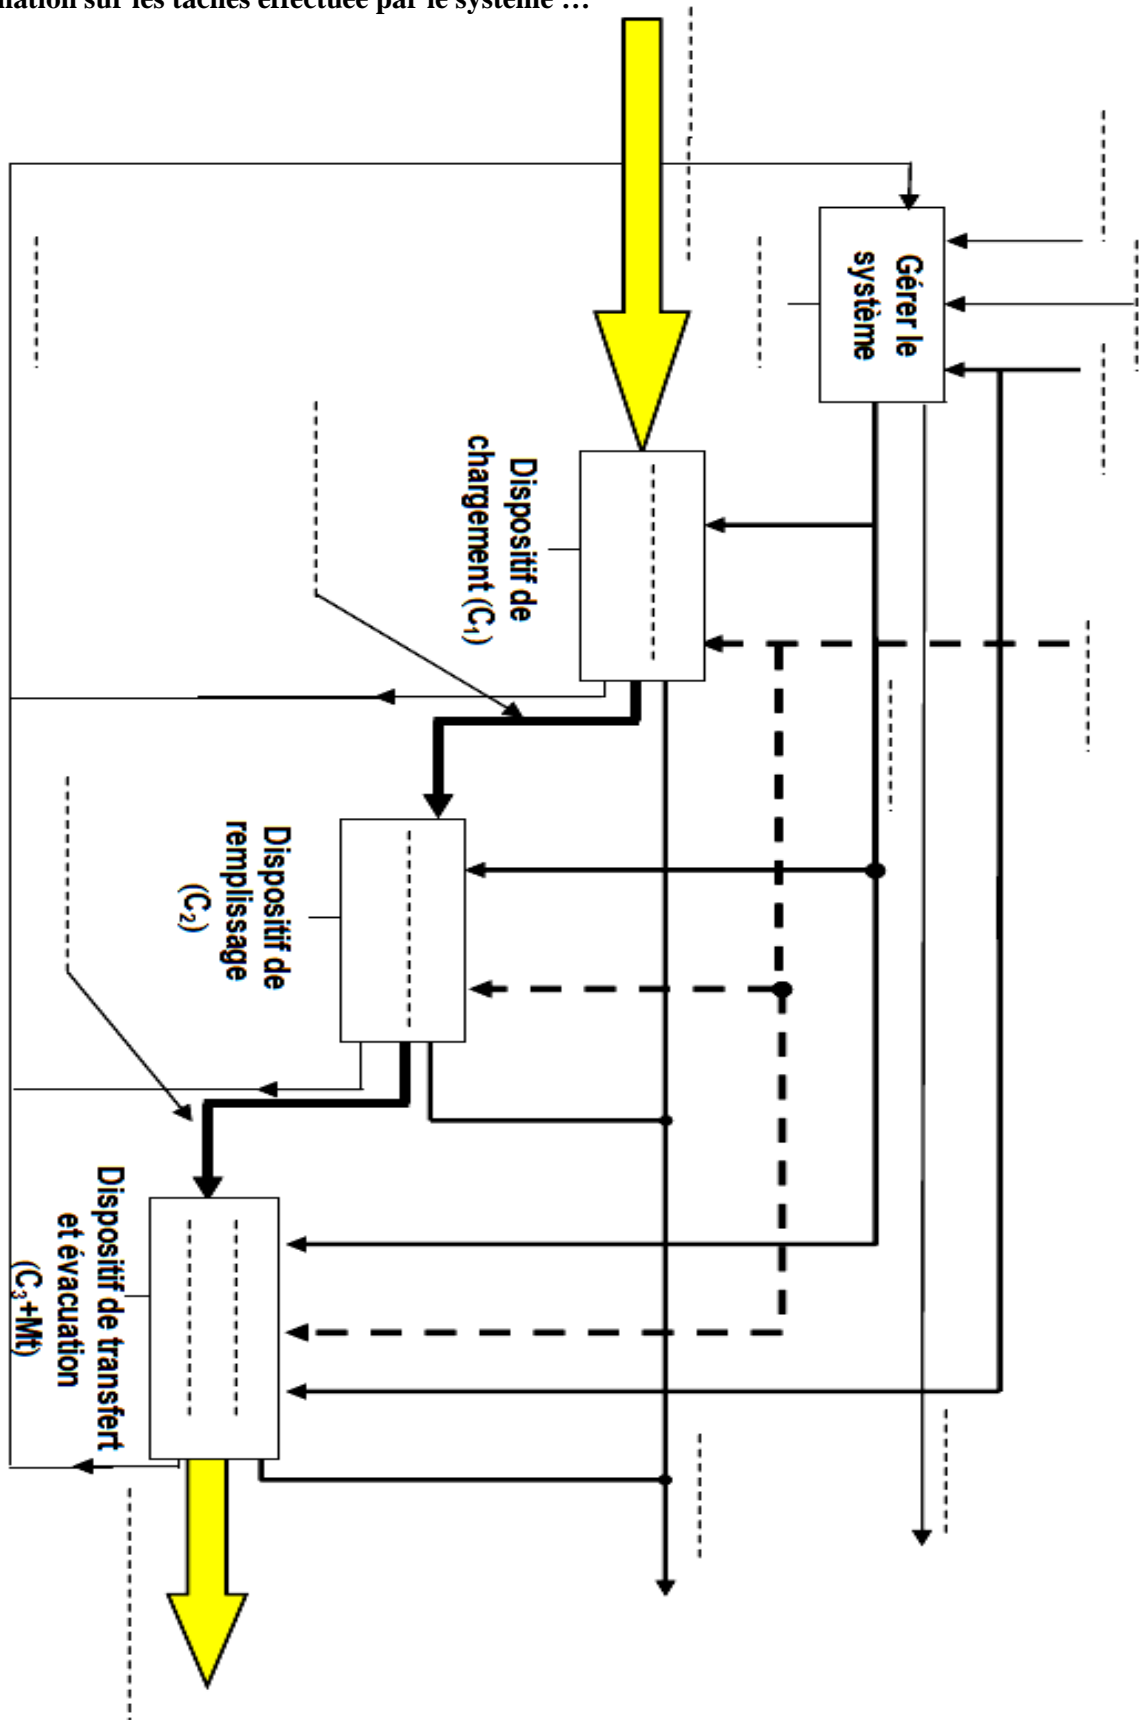 sur les tâches effectuée par le système …
Gérer le
système
Dispositif de
chargement (C₁)
Dispositif de
remplissage
(C₂)
Dispositif de transfert
et évacuation
(C₃+Mt)